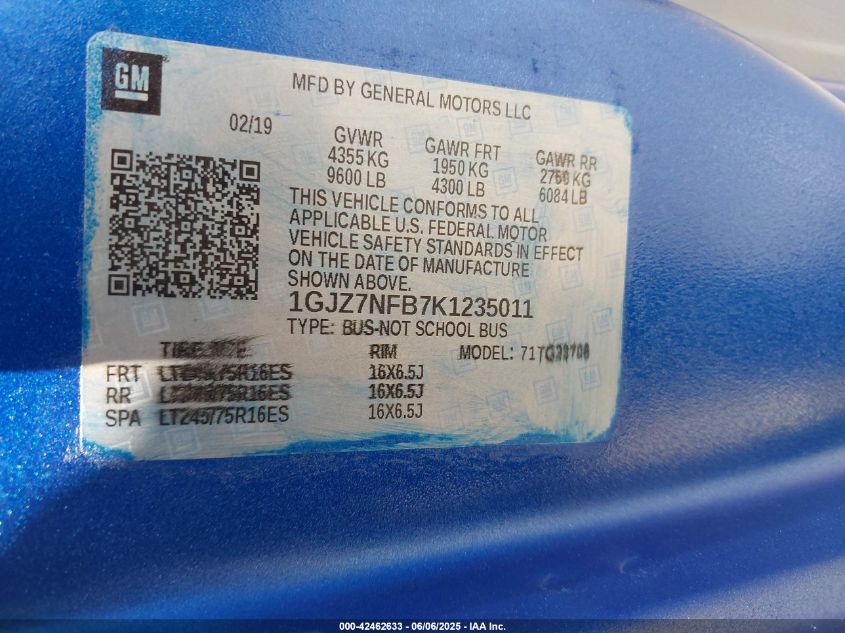 GM
MFD BY GENERAL MOTORS LLC
02/19
GVWR GAWR FRT GAWR RR
4355 KG 1950 KG 2760 KG
9600 LB 4300 LB 6084 LB
THIS VEHICLE CONFORMS TO ALL
APPLICABLE U.S. FEDERAL MOTOR
VEHICLE SAFETY STANDARDS IN EFFECT
ON THE DATE OF MANUFACTURE
SHOWN ABOVE.
1GJZ7NFB7K1235011
TYPE: BUS-NOT SCHOOL BUS
RIM MODEL:
FRT 16X6.5J
RR 16X6.5J
SPA LT245/75R16ES 16X6.5J
000-42462633 - 06/06/2025 - IAA Inc.